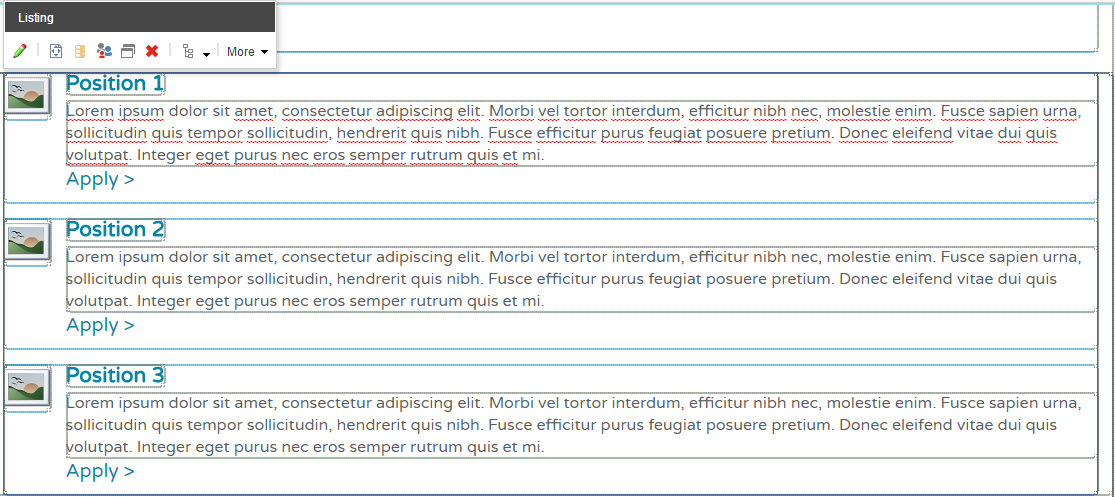 Listing
More
Position 1
Lorem ipsum dolor sit amet, consectetur adipiscing elit. Morbi vel tortor interdum, efficitur nibh nec, molestie enim. Fusce sapien urna,
sollicitudin quis tempor sollicitudin, hendrerit quis nibh. Fusce efficitur purus feugiat posuere pretium. Donec eleifend vitae dui quis
volutpat. Integer eget purus nec eros semper rutrum quis et mi.
Apply >
Position 2
Lorem ipsum dolor sit amet, consectetur adipiscing elit. Morbi vel tortor interdum, efficitur nibh nec, molestie enim. Fusce sapien urna,
sollicitudin quis tempor sollicitudin, hendrerit quis nibh. Fusce efficitur purus feugiat posuere pretium. Donec eleifend vitae dui quis
volutpat. Integer eget purus nec eros semper rutrum quis et mi.
Apply >
Position 3
Lorem ipsum dolor sit amet, consectetur adipiscing elit. Morbi vel tortor interdum, efficitur nibh nec, molestie enim. Fusce sapien urna,
sollicitudin quis tempor sollicitudin, hendrerit quis nibh. Fusce efficitur purus feugiat posuere pretium. Donec eleifend vitae dui quis
volutpat. Integer eget purus nec eros semper rutrum quis et mi.
Apply >